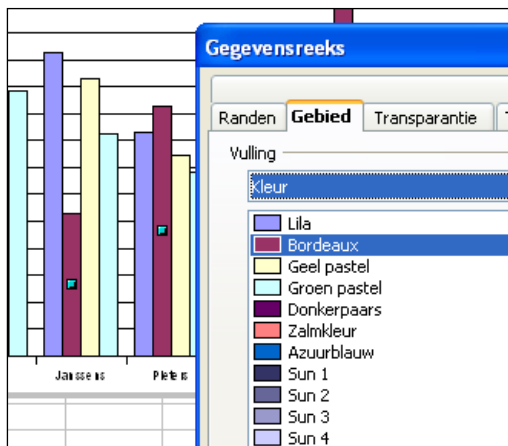 Gegevensreeks
Randen Gebied Transparantie
Vulling
Kleur
Lila
Bordeaux
Geel pastel
Groen pastel
Donkerpaars
Zalmkleur
Azuurblauw
Sun 1
Sun 2
Sun 3
Sun 4
Janssens Pieters